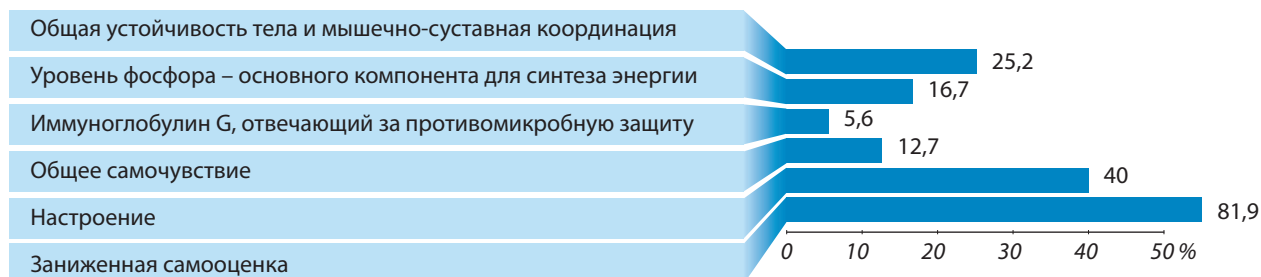 Общая устойчивость тела и мышечно-суставная координация
25,2
Уровень фосфора – основного компонента для синтеза энергии
16,7
Иммуноглобулин G, отвечающий за противомикробную защиту
5,6
12,7
Общее самочувствие
40
Настроение
81,9
0 10 20 30 40 50 %
Заниженная самооценка